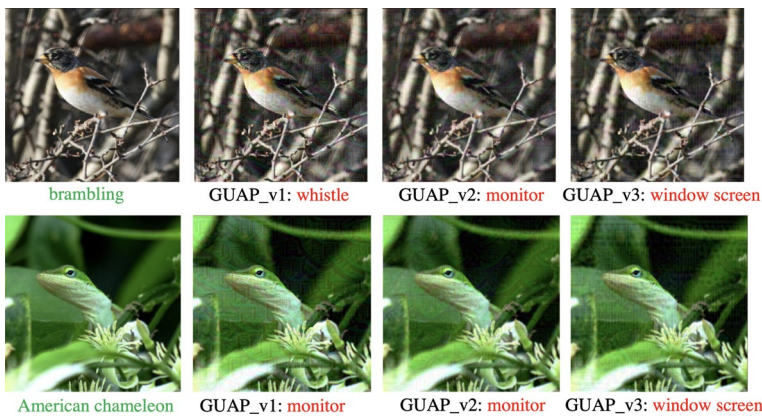 brambling
GUAP_v1: whistle
GUAP_v2: monitor
GUAP_v3: window screen
American chameleon
GUAP_v1: monitor
GUAP_v2: monitor
GUAP_v3: window screen